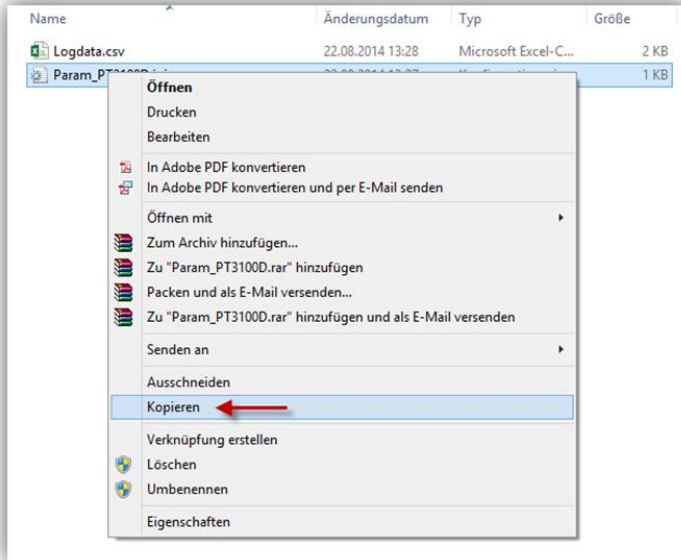 Name Änderungsdatum Typ Größe
Logdata.csv 22.08.2014 13:28 Microsoft Excel-C... 2 KB
1 KB
Öffnen
Drucken
Bearbeiten
In Adobe PDF konvertieren
In Adobe PDF konvertieren und per E-Mail senden
Öffnen mit
Zum Archiv hinzufügen...
Zu "Param_PT3100D.rar" hinzufügen
Packen und als E-Mail versenden...
Zu "Param_PT3100D.rar" hinzufügen und als E-Mail versenden
Senden an
Ausschneiden
Kopieren
Verknüpfung erstellen
Löschen
Umbenennen
Eigenschaften